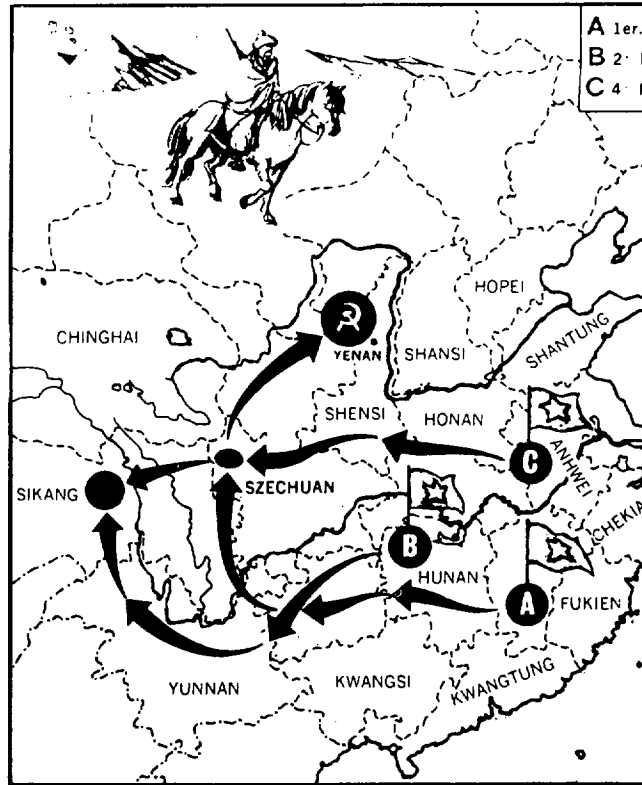 A 1er.
B 2
C 4
HOPEI
CHINGHAI
YENAN
SHANSI
SHANTUNG
SHENSI
HONAN
ANHWEI
C
SIKANG
SZECHUAN
CHEKIA
B
HUNAN
A
FUKIEN
YUNNAN
KWANGSI
KWANGTUNG